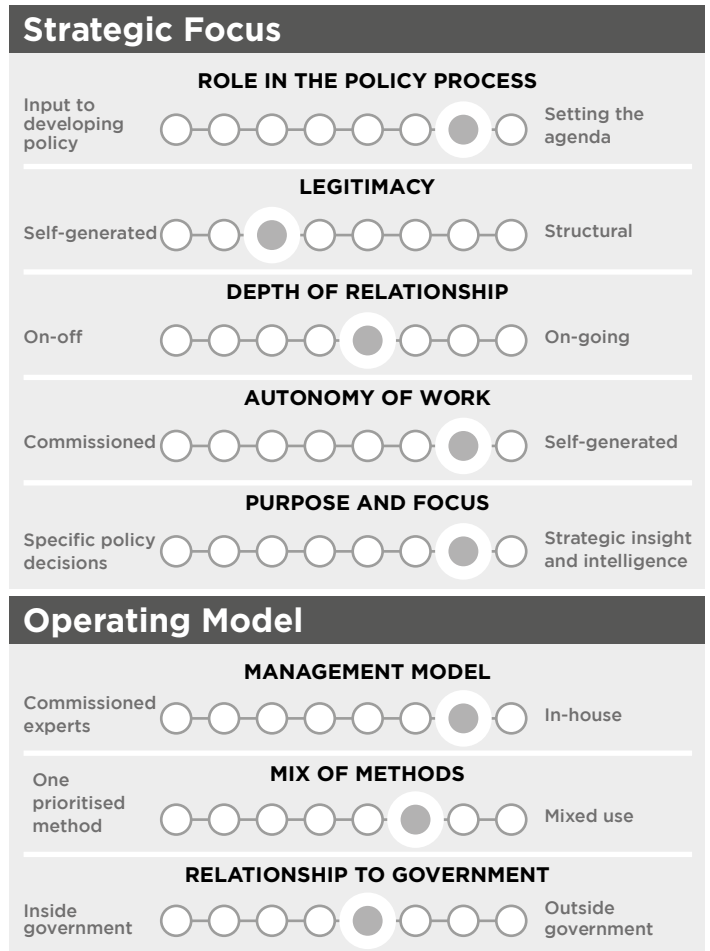 Strategic Focus
ROLE IN THE POLICY PROCESS
Input to
developing
policy
Setting the
agenda
LEGITIMACY
Self-generated
Structural
DEPTH OF RELATIONSHIP
On-off
On-going
AUTONOMY OF WORK
Commissioned
Self-generated
PURPOSE AND FOCUS
Specific policy
decisions
Strategic insight
and intelligence
Operating Model
MANAGEMENT MODEL
Commissioned
experts
In-house
MIX OF METHODS
One
prioritised
method
Mixed use
RELATIONSHIP TO GOVERNMENT
Inside
government
Outside
government